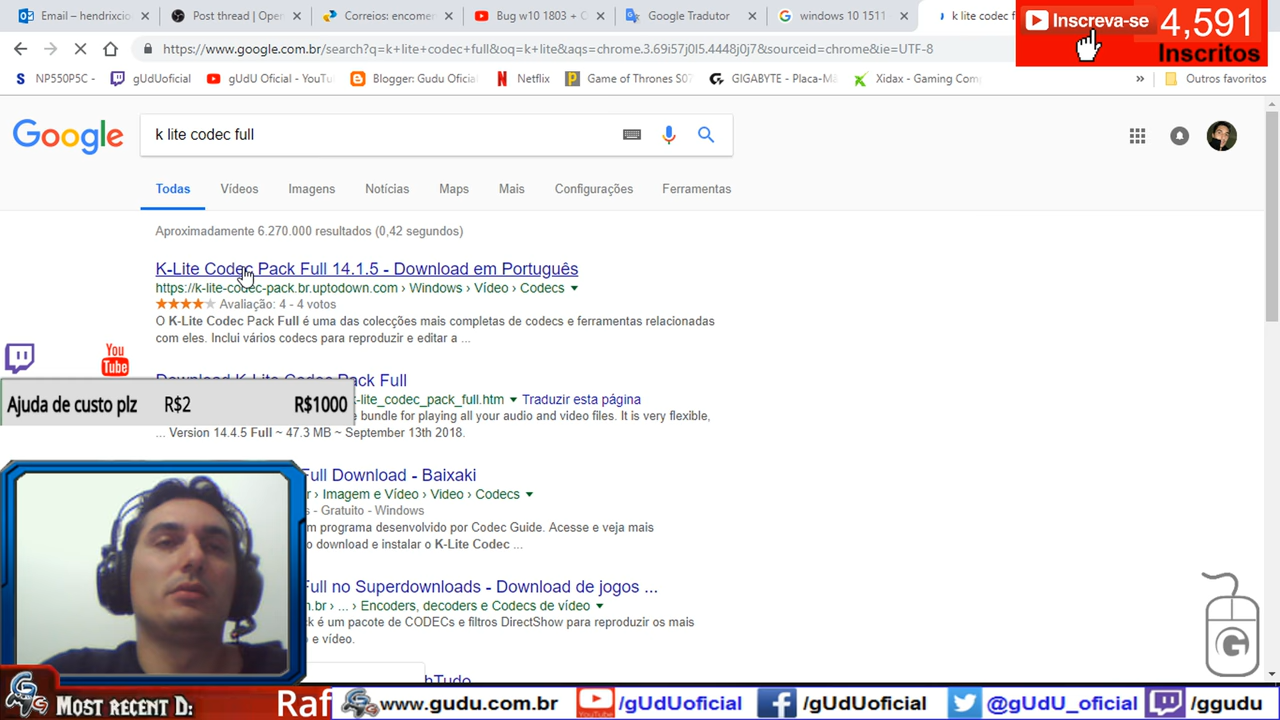 Email – hendrixic
Post thread | Oper
Correios: encome
Bug w10 1803 +
Google Tradutor
windows 10 1511
k lite codec f
Inscreva-se
4,591
Inscritos
https://www.google.com.br/search?q=k+lite+codec+full&oq=k+lite&aqs=chrome.3.69i57j0l5.4448j0j7&sourceid=chrome&ie=UTF-8
NP550P5C -
gUdUoficial
gUdU Oficial - YouTu
Blogger: Gudu Oficia
Netflix
Game of Thrones S07
GIGABYTE - Placa-Mã
Xidax - Gaming Com
»
Outros favoritos
Google
k lite codec full
Todas
Vídeos
Imagens
Notícias
Maps
Mais
Configurações
Ferramentas
Aproximadamente 6.270.000 resultados (0,42 segundos)
K-Lite Codec Pack Full 14.1.5 - Download em Português
https://k-lite-codec-pack.br.uptodown.com › Windows › Vídeo › Codecs
Avaliação: 4 - 4 votos
O K-Lite Codec Pack Full é uma das colecções mais completas de codecs e ferramentas relacionadas
com eles. Inclui vários codecs para reproduzir e editar a ...
You
Tube
Download K-Lite Codec Pack Full
Ajuda de custo plz R$2 R$1000
k-lite_codec_pack_full.htm Traduzir esta página
bundle for playing all your audio and video files. It is very flexible,
... Version 14.4.5 Full ~ 47.3 MB ~ September 13th 2018.
Full Download - Baixaki
r › Imagem e Vídeo › Video › Codecs
s - Gratuito - Windows
m programa desenvolvido por Codec Guide. Acesse e veja mais
o download e instalar o K-Lite Codec ...
Full no Superdownloads - Download de jogos ...
n.br › ... › Encoders, decoders e Codecs de vídeo
k é um pacote de CODECs e filtros DirectShow para reproduzir os mais
e vídeo.
hTudo
G
Most recent D:
Raf
www.gudu.com.br
YouTube
/gUdUoficial
/gUdUoficial
@gUdU_oficial
/ggudu